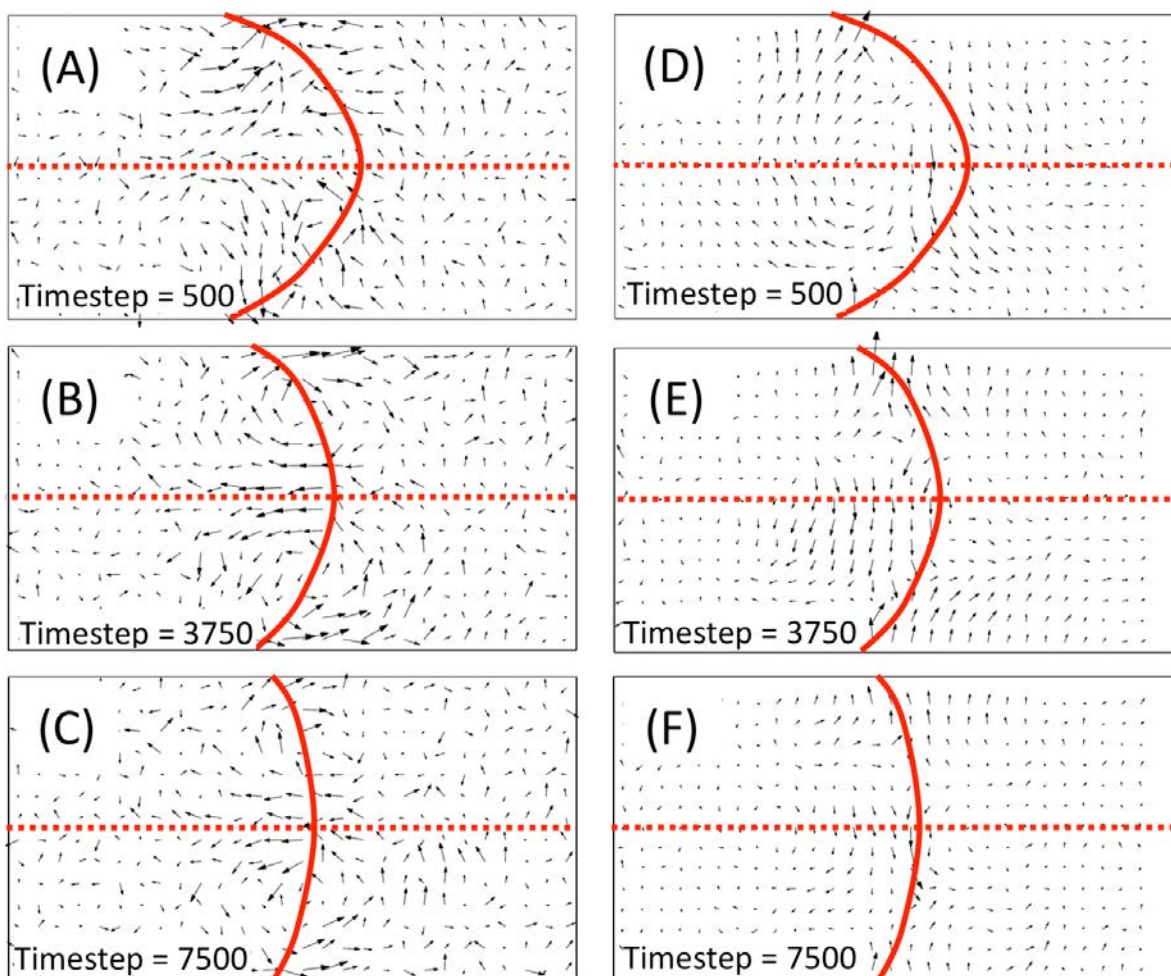 (A)
Timestep = 500
(D)
Timestep = 500
(B)
Timestep = 3750
(E)
Timestep = 3750
(C)
Timestep = 7500
(F)
Timestep = 7500